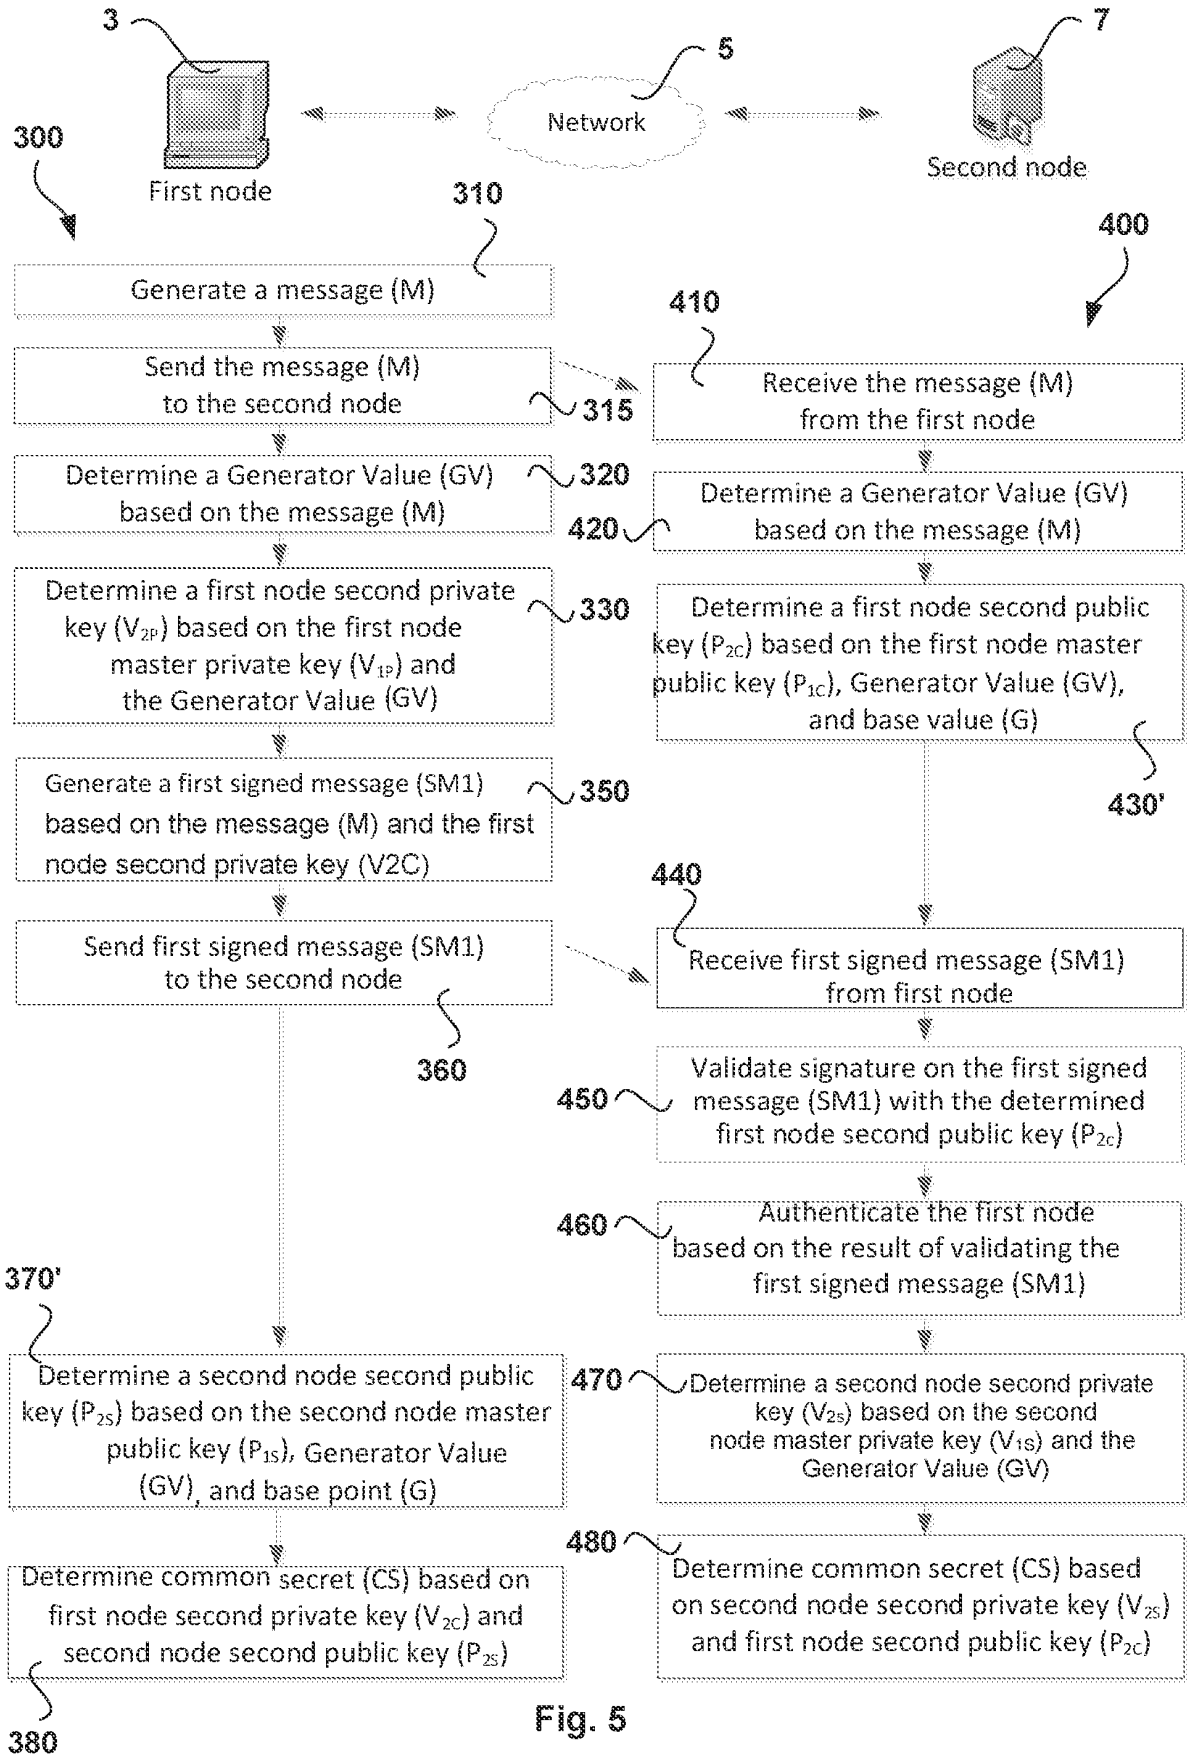 3
5
7
Network
First node
Second node
300
310
400
Generate a message (M)
410
Send the message (M)
to the second node
315
Receive the message (M)
from the first node
Determine a Generator Value (GV)
based on the message (M)
320
Determine a Generator Value (GV)
based on the message (M)
420
Determine a first node second private
key (V2P) based on the first node
master private key (V1P) and
the Generator Value (GV)
330
Determine a first node second public
key (P2C) based on the first node master
public key (P1C), Generator Value (GV),
and base value (G)
430'
Generate a first signed message (SM1)
based on the message (M) and the first
node second private key (V2C)
350
440
Send first signed message (SM1)
to the second node
360
Receive first signed message (SM1)
from first node
450
Validate signature on the first signed
message (SM1) with the determined
first node second public key (P2c)
460
Authenticate the first node
based on the result of validating the
first signed message (SM1)
370'
Determine a second node second public
key (P2S) based on the second node master
public key (P1S), Generator Value
(GV), and base point (G)
470
Determine a second node second private
key (V2s) based on the second
node master private key (V1S) and the
Generator Value (GV)
480
Determine common secret (CS) based on
first node second private key (V2C) and
second node second public key (P2S)
380
Determine common secret (CS) based
on second node second private key (V2S)
and first node second public key (P2C)
Fig. 5